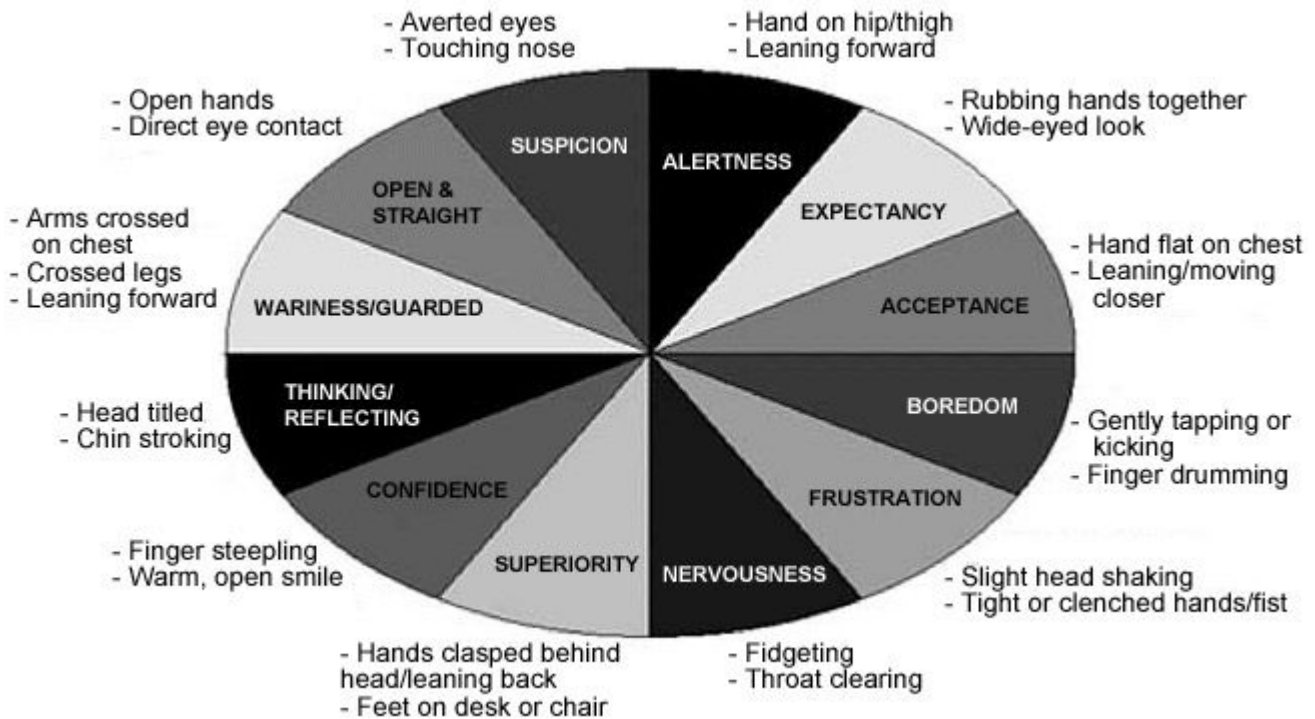 - Averted eyes
- Touching nose
- Hand on hip/thigh
- Leaning forward
- Open hands
- Direct eye contact
- Rubbing hands together
- Wide-eyed look
SUSPICION
ALERTNESS
OPEN &
STRAIGHT
EXPECTANCY
- Arms crossed
on chest
- Crossed legs
- Leaning forward
- Hand flat on chest
- Leaning/moving
closer
WARINESS/GUARDED
ACCEPTANCE
THINKING/
REFLECTING
BOREDOM
- Head titled
- Chin stroking
- Gently tapping or
kicking
- Finger drumming
CONFIDENCE
FRUSTRATION
- Finger steepling
- Warm, open smile
SUPERIORITY
NERVOUSNESS
- Slight head shaking
- Tight or clenched hands/fist
- Hands clasped behind
head/leaning back
- Feet on desk or chair
- Fidgeting
- Throat clearing